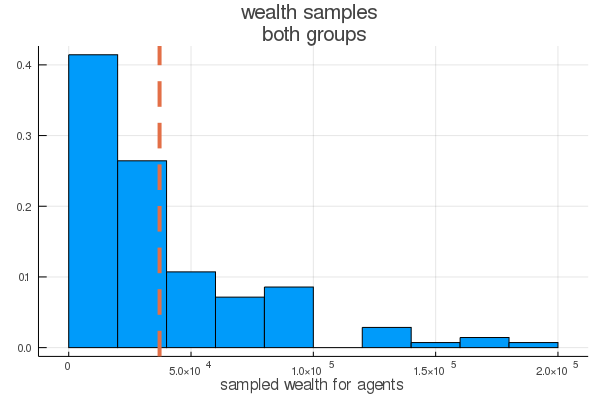 wealth samples
both groups
0.4
0.3
0.2
0.1
0.0
0 5.0×10⁴ 1.0×10⁵ 1.5×10⁵ 2.0×10⁵
sampled wealth for agents